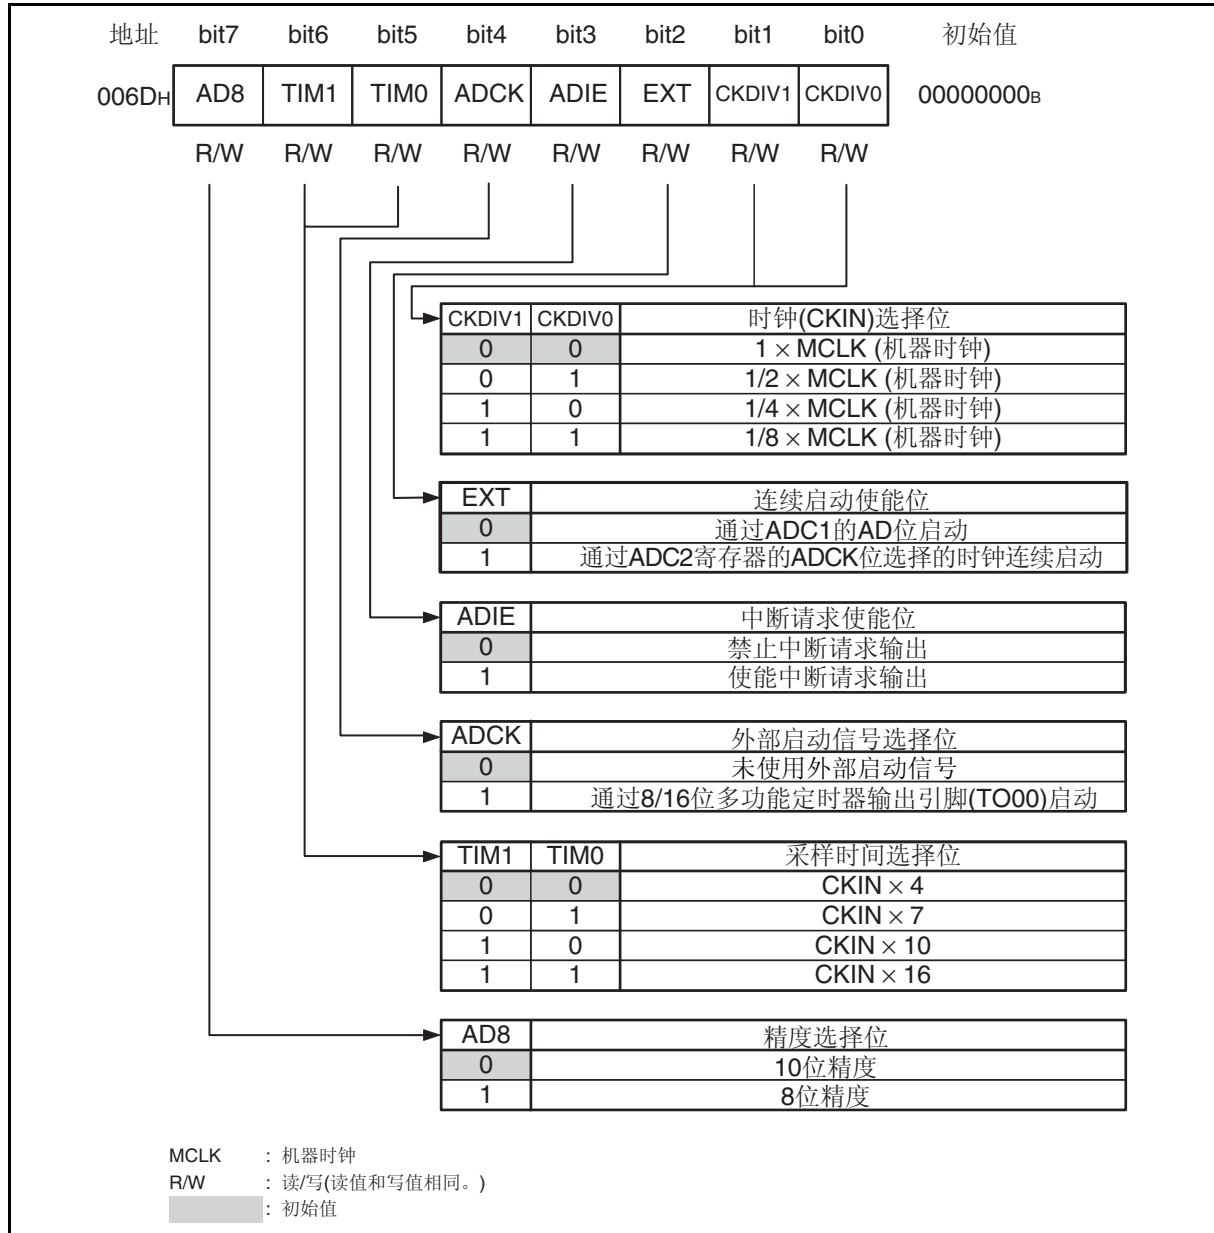 地址 bit7 bit6 bit5 bit4 bit3 bit2 bit1 bit0 初始值
006DH AD8 TIM1 TIM0 ADCK ADIE EXT CKDIV1 CKDIV0 00000000B
R/W R/W R/W R/W R/W R/W R/W R/W
CKDIV1 CKDIV0 时钟(CKIN)选择位
0 0 1 × MCLK (机器时钟)
0 1 1/2 × MCLK (机器时钟)
1 0 1/4 × MCLK (机器时钟)
1 1 1/8 × MCLK (机器时钟)
EXT 连续启动使能位
0 通过ADC1的AD位启动
1 通过ADC2寄存器的ADCK位选择的时钟连续启动
ADIE 中断请求使能位
0 禁止中断请求输出
1 使能中断请求输出
ADCK 外部启动信号选择位
0 未使用外部启动信号
1 通过8/16位多功能定时器输出引脚(TO00)启动
TIM1 TIM0 采样时间选择位
0 0 CKIN × 4
0 1 CKIN × 7
1 0 CKIN × 10
1 1 CKIN × 16
AD8 精度选择位
0 10位精度
1 8位精度
MCLK : 机器时钟
R/W : 读/写(读值和写值相同。)
: 初始值